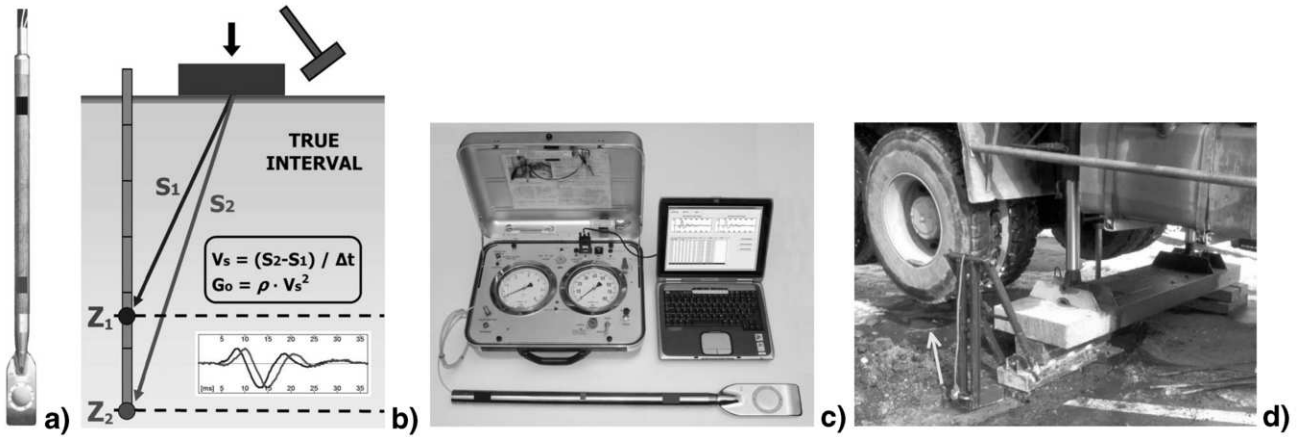 TRUE
INTERVAL
S₁
S₂
Vs = (S₂-S₁) / Δt
Go = ρ · Vs²
Z₁
5 10 15 20 25 30 35
[ms] 5 10 15 20 25 30 35
Z₂
a) b) c) d)